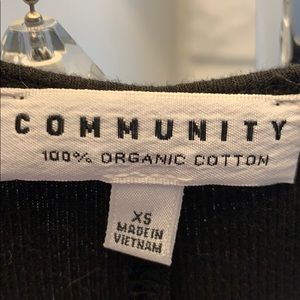 COMMUNITY
100% ORGANIC COTTON
XS
MADE IN
VIETNAM